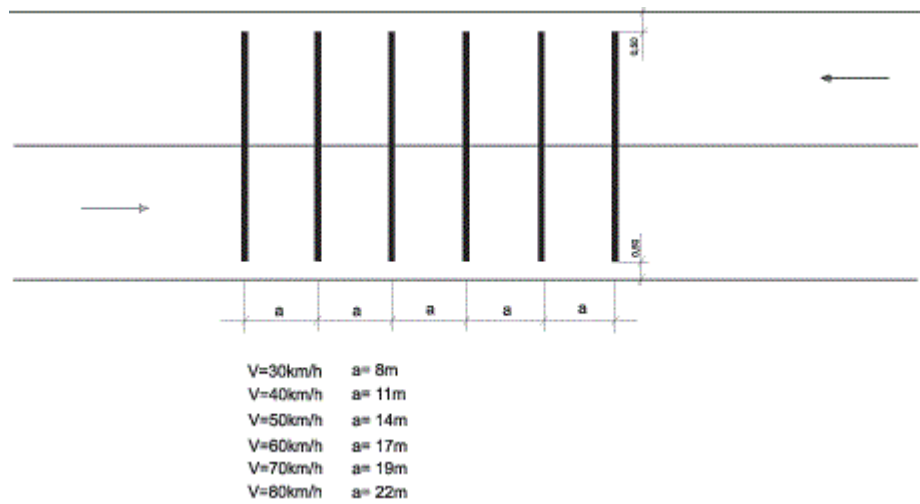 0,50
0,50
a a a a a
V=30km/h a= 8m
V=40km/h a= 11m
V=50km/h a= 14m
V=60km/h a= 17m
V=70km/h a= 19m
V=80km/h a= 22m